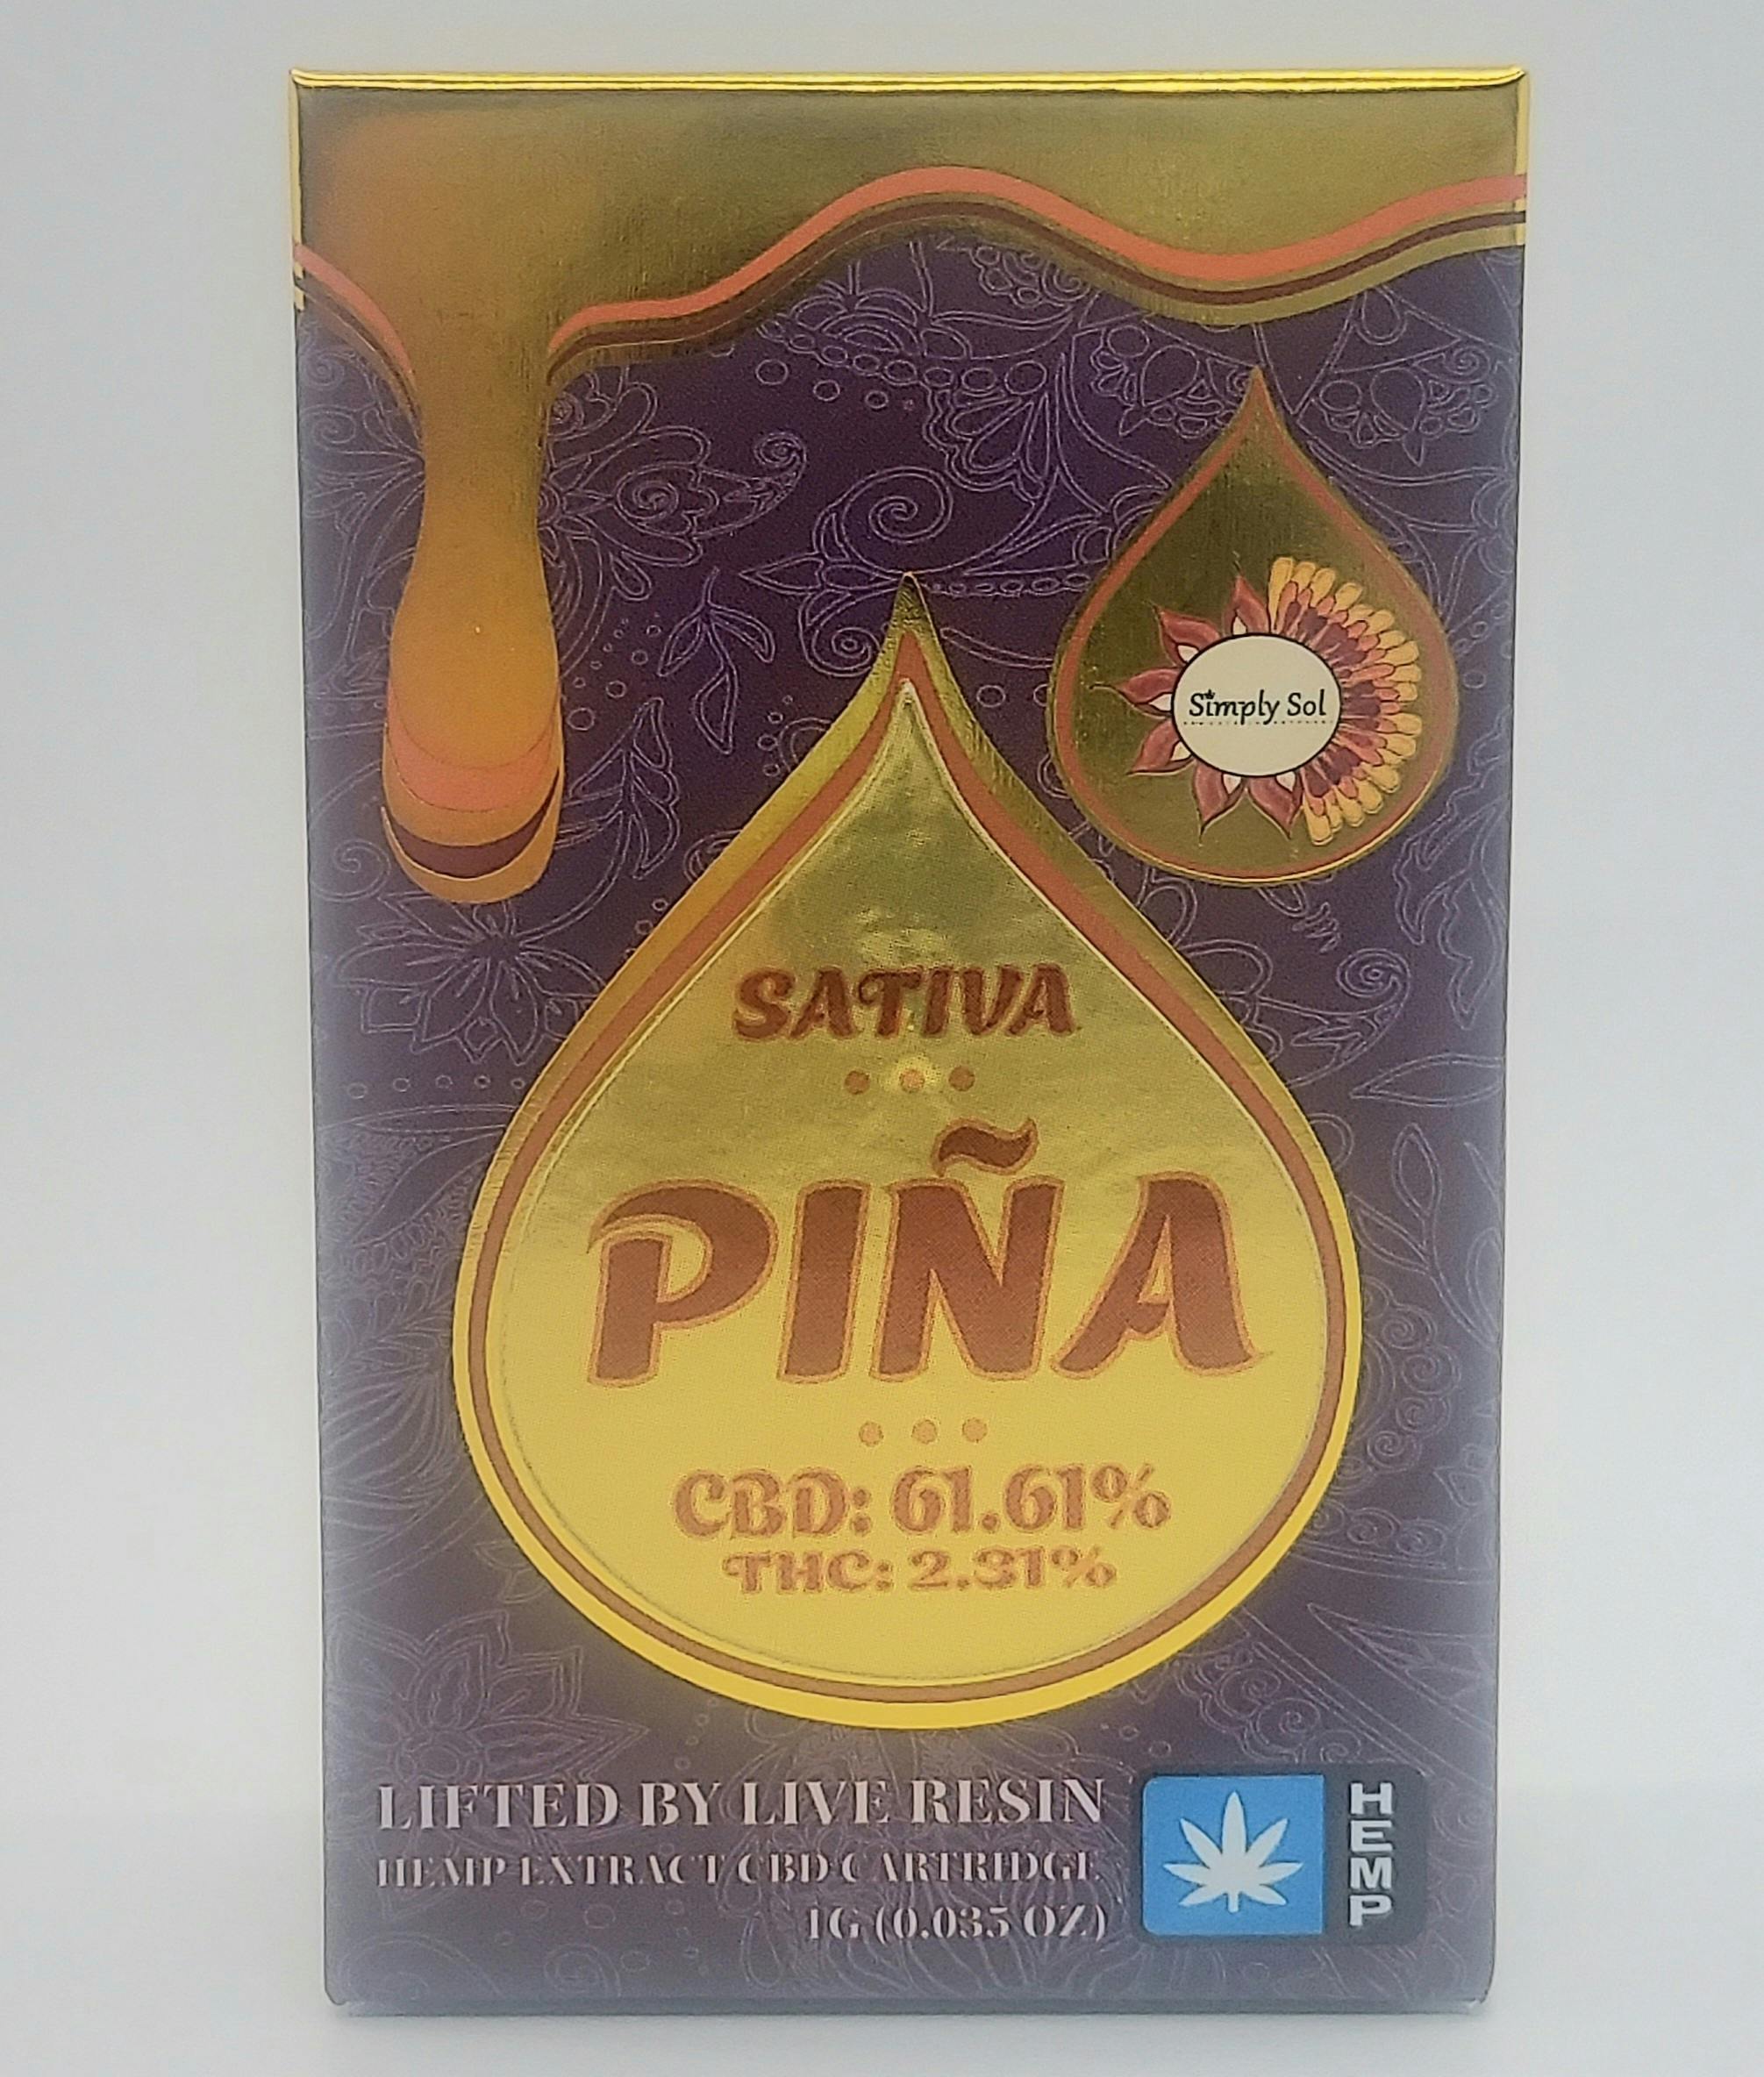 Simply Sol
SATIVA
PIÑA
CBD: 61.61%
THC: 2.31%
LIFTED BY LIVE RESIN
HEMP EXTRACT CBD CARTRIDGE
1G (0.035 OZ)
HEMP